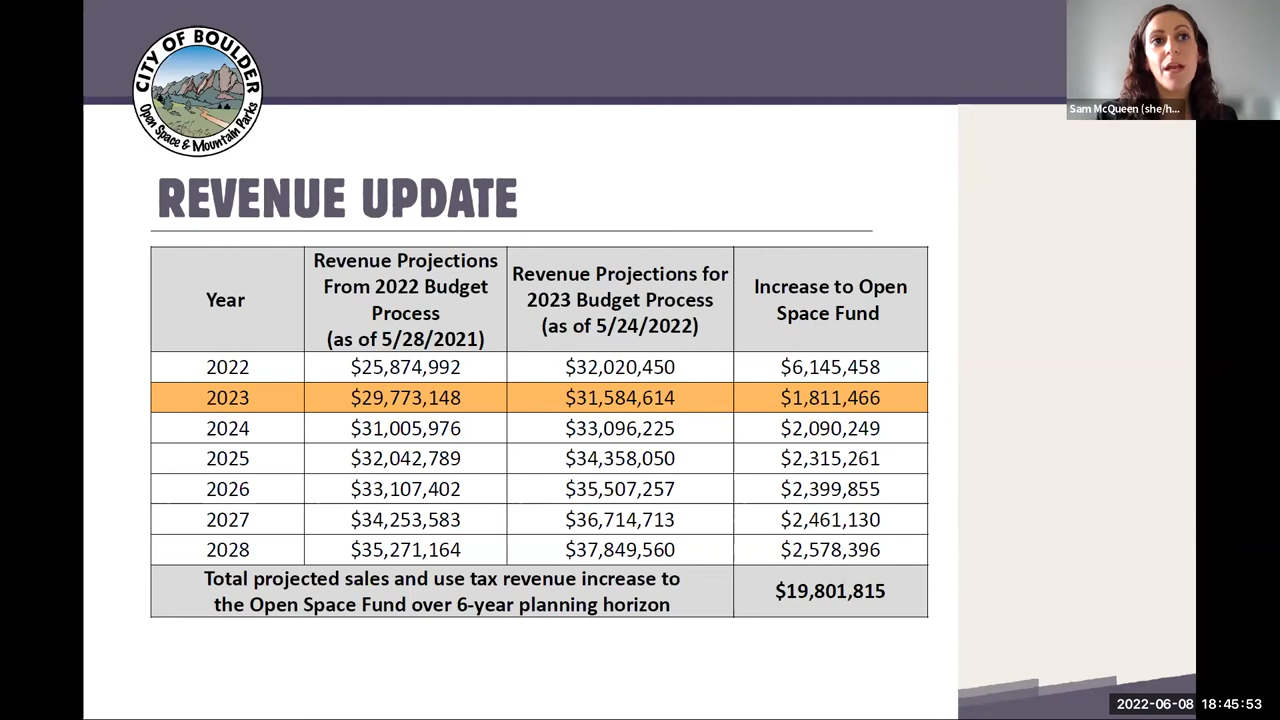 CITY OF BOULDER
Open Space & Mountain Parks
Sam McQueen (she/h...
REVENUE UPDATE
Year
Revenue Projections
From 2022 Budget
Process
(as of 5/28/2021)
Revenue Projections for
2023 Budget Process
(as of 5/24/2022)
Increase to Open
Space Fund
2022 $25,874,992 $32,020,450 $6,145,458
2023 $29,773,148 $31,584,614 $1,811,466
2024 $31,005,976 $33,096,225 $2,090,249
2025 $32,042,789 $34,358,050 $2,315,261
2026 $33,107,402 $35,507,257 $2,399,855
2027 $34,253,583 $36,714,713 $2,461,130
2028 $35,271,164 $37,849,560 $2,578,396
Total projected sales and use tax revenue increase to
the Open Space Fund over 6-year planning horizon
$19,801,815
2022-06-08 18:45:53